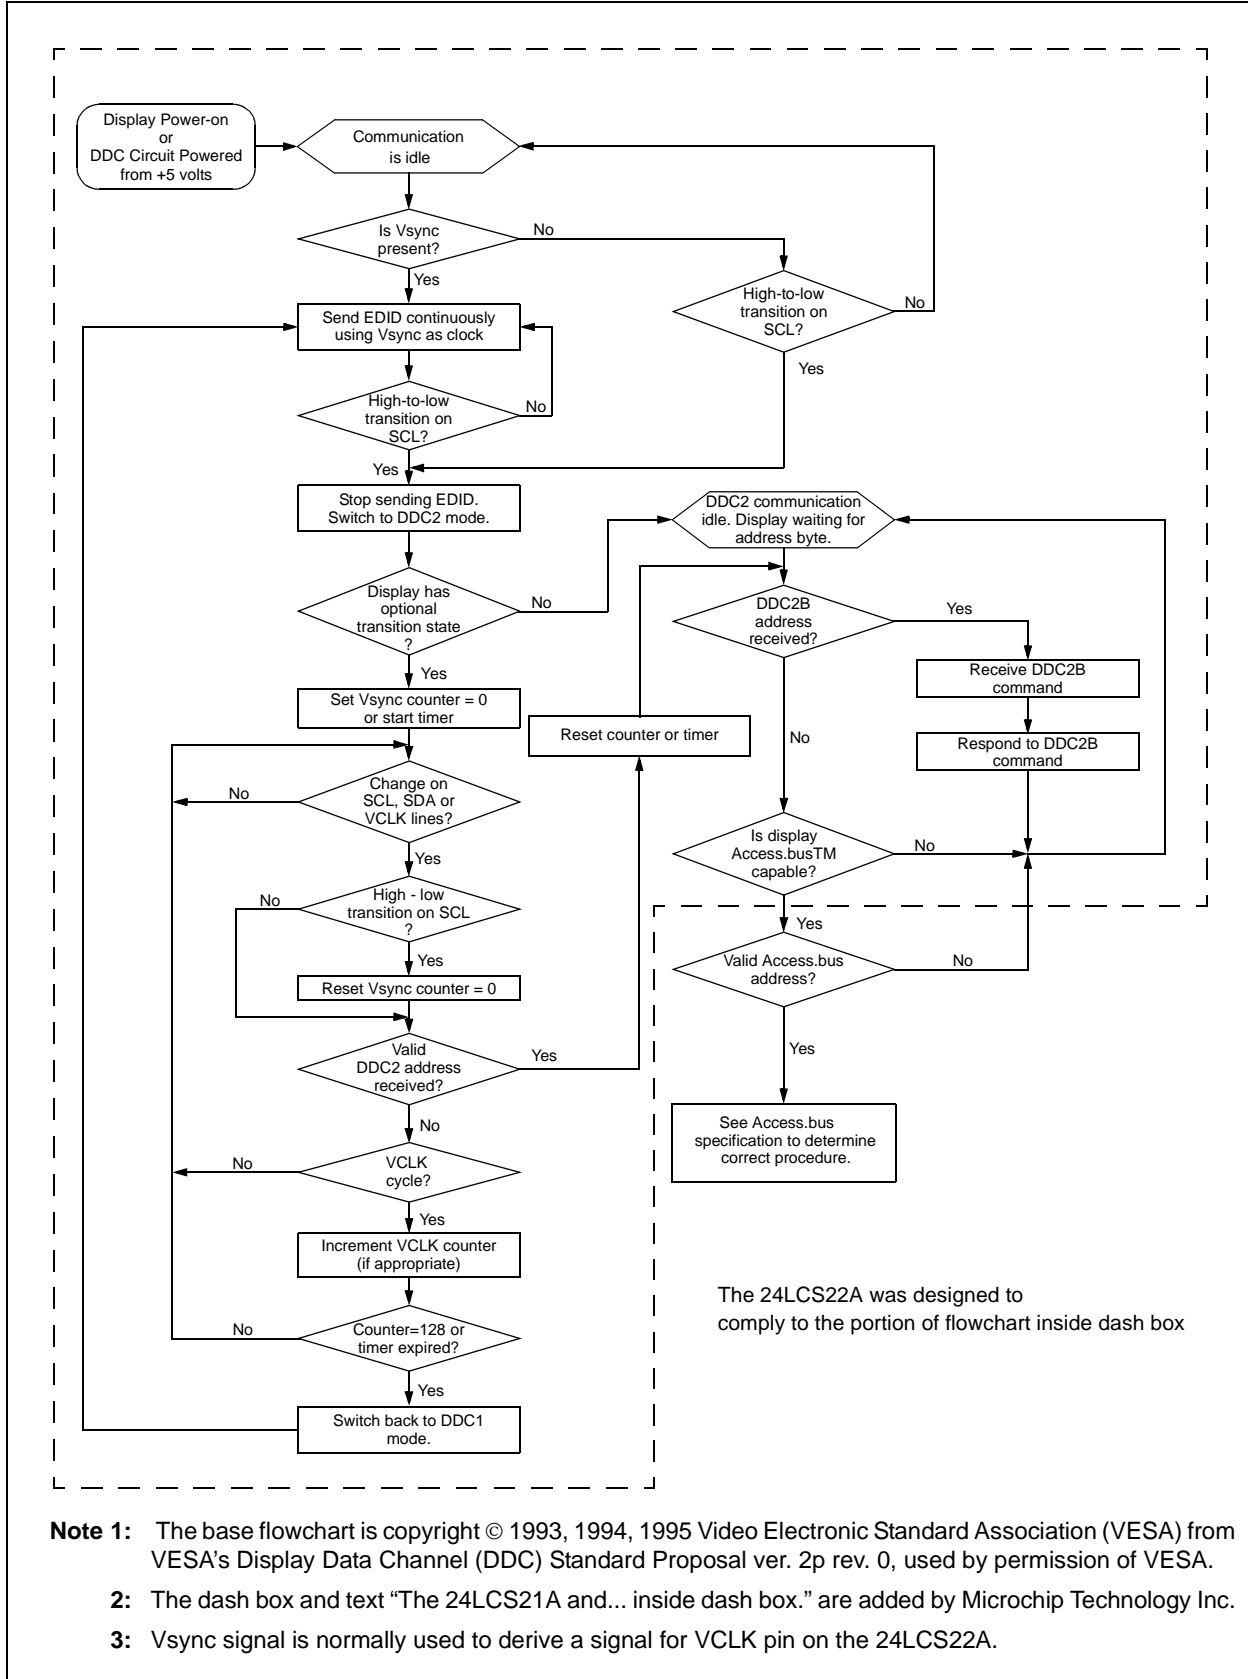 Display Power-on
or
DDC Circuit Powered
from +5 volts
Communication
is idle
Is Vsync
present?
No
Yes
High-to-low
transition on
SCL?
No
Yes
Send EDID continuously
using Vsync as clock
High-to-low
transition on
SCL?
No
Yes
Stop sending EDID.
Switch to DDC2 mode.
DDC2 communication
idle. Display waiting for
address byte.
Display has
optional
transition state
?
No
Yes
DDC2B
address
received?
Yes
No
Receive DDC2B
command
Respond to DDC2B
command
Set Vsync counter = 0
or start timer
Reset counter or timer
Change on
SCL, SDA or
VCLK lines?
No
Yes
Is display
Access.busTM
capable?
No
Yes
High - low
transition on SCL
?
No
Yes
Valid Access.bus
address?
No
Yes
Reset Vsync counter = 0
Valid
DDC2 address
received?
Yes
No
See Access.bus
specification to determine
correct procedure.
VCLK
cycle?
No
Yes
Increment VCLK counter
(if appropriate)
Counter=128 or
timer expired?
No
Yes
Switch back to DDC1
mode.
The 24LCS22A was designed to
comply to the portion of flowchart inside dash box
Note 1: The base flowchart is copyright © 1993, 1994, 1995 Video Electronic Standard Association (VESA) from
VESA's Display Data Channel (DDC) Standard Proposal ver. 2p rev. 0, used by permission of VESA.
2: The dash box and text “The 24LCS21A and... inside dash box.” are added by Microchip Technology Inc.
3: Vsync signal is normally used to derive a signal for VCLK pin on the 24LCS22A.